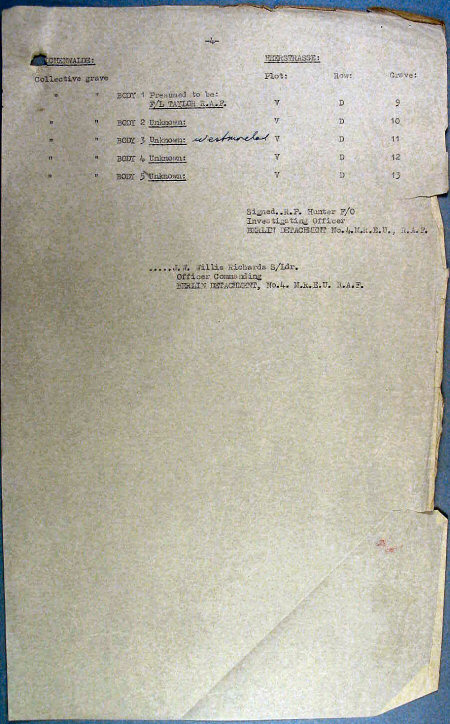 -4-
CHENWALDE: HEERSTRASSE:
Collective grave Plot: Row: Grave:
" " BODY 1 Presumed to be:
F/L TAYLOR R.A.F. V D 9
" " BODY 2 Unknown: V D 10
" " BODY 3 Unknown: V D 11
" " BODY 4 Unknown: V D 12
" " BODY 5 Unknown: V D 13
Signed..R.P. Hunter F/O
Investigating Officer
BERLIN DETACHMENT No.4.M.R.E.U., R.A.F.
.....J.W. Willis Richards S/Ldr.
Officer Commanding
BERLIN DETACHMENT, No.4. M.R.E.U. R.A.F.